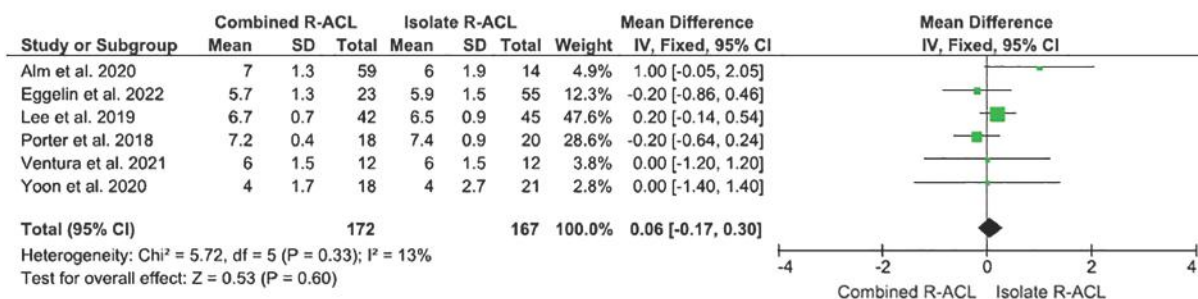 Combined R-ACL Isolate R-ACL Mean Difference Mean Difference
Study or Subgroup Mean SD Total Mean SD Total Weight IV, Fixed, 95% CI IV, Fixed, 95% CI
Alm et al. 2020 7 1.3 59 6 1.9 14 4.9% 1.00 [-0.05, 2.05]
Eggelin et al. 2022 5.7 1.3 23 5.9 1.5 55 12.3% -0.20 [-0.86, 0.46]
Lee et al. 2019 6.7 0.7 42 6.5 0.9 45 47.6% 0.20 [-0.14, 0.54]
Porter et al. 2018 7.2 0.4 18 7.4 0.9 20 28.6% -0.20 [-0.64, 0.24]
Ventura et al. 2021 6 1.5 12 6 1.5 12 3.8% 0.00 [-1.20, 1.20]
Yoon et al. 2020 4 1.7 18 4 2.7 21 2.8% 0.00 [-1.40, 1.40]
Total (95% CI) 172 167 100.0% 0.06 [-0.17, 0.30]
Heterogeneity: Chi² = 5.72, df = 5 (P = 0.33); I² = 13%
Test for overall effect: Z = 0.53 (P = 0.60)
-4 -2 0 2 4
Combined R-ACL Isolate R-ACL